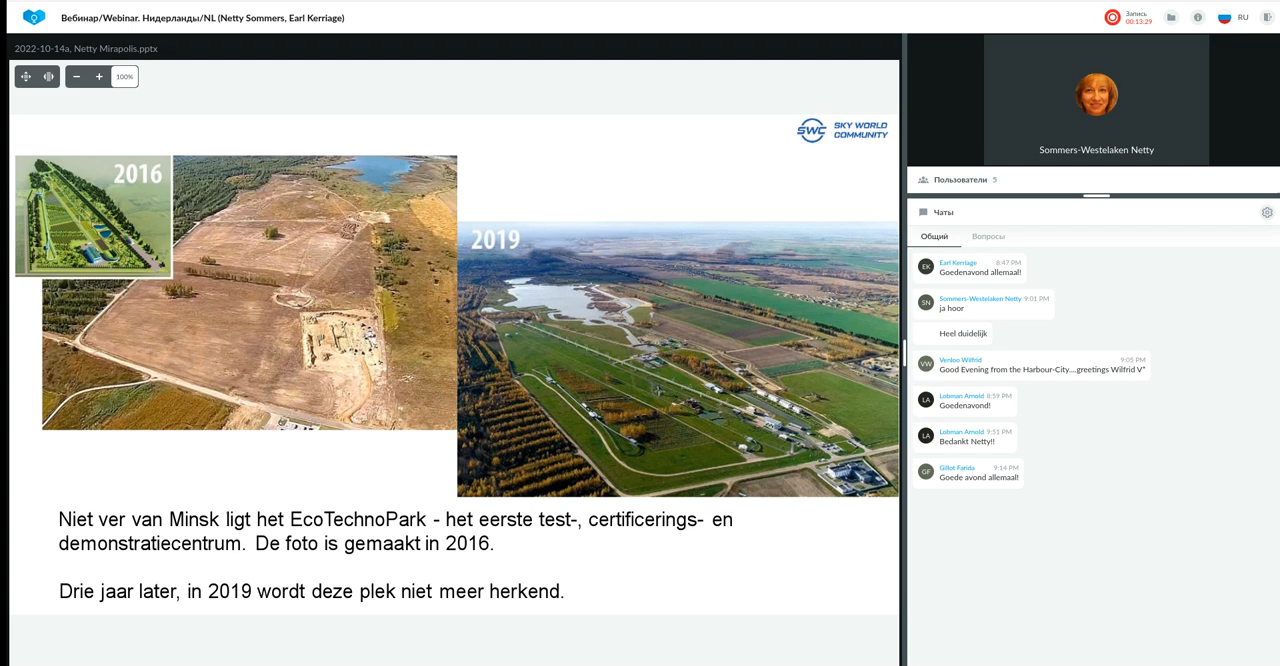 Вебинар/Webinar. Нидерланды/NL (Netty Sommers, Earl Kerriage)
Запись
00:13:29
RU
2022-10-14a, Netty Mirapolis.pptx
100%
SWC SKY WORLD
COMMUNITY
2016
2019
Niet ver van Minsk ligt het EcoTechnoPark - het eerste test-, certificerings- en
demonstratiecentrum. De foto is gemaakt in 2016.
Drie jaar later, in 2019 wordt deze plek niet meer herkend.
Sommers-Westelaken Netty
Пользователи 5
Чаты
Общий Вопросы
EK Earl Kerriage 8:47 PM
Goedenavond allemaal!
SN Sommers-Westelaken Netty 9:01 PM
ja hoor
Heel duidelijk
VW Venloo Wilfrid 9:05 PM
Good Evening from the Harbour-City....greetings Wilfrid V"
LA Lobman Arnold 8:59 PM
Goedenavond!
LA Lobman Arnold 9:51 PM
Bedankt Netty!!
GF Gillot Farida 9:14 PM
Goede avond allemaal!